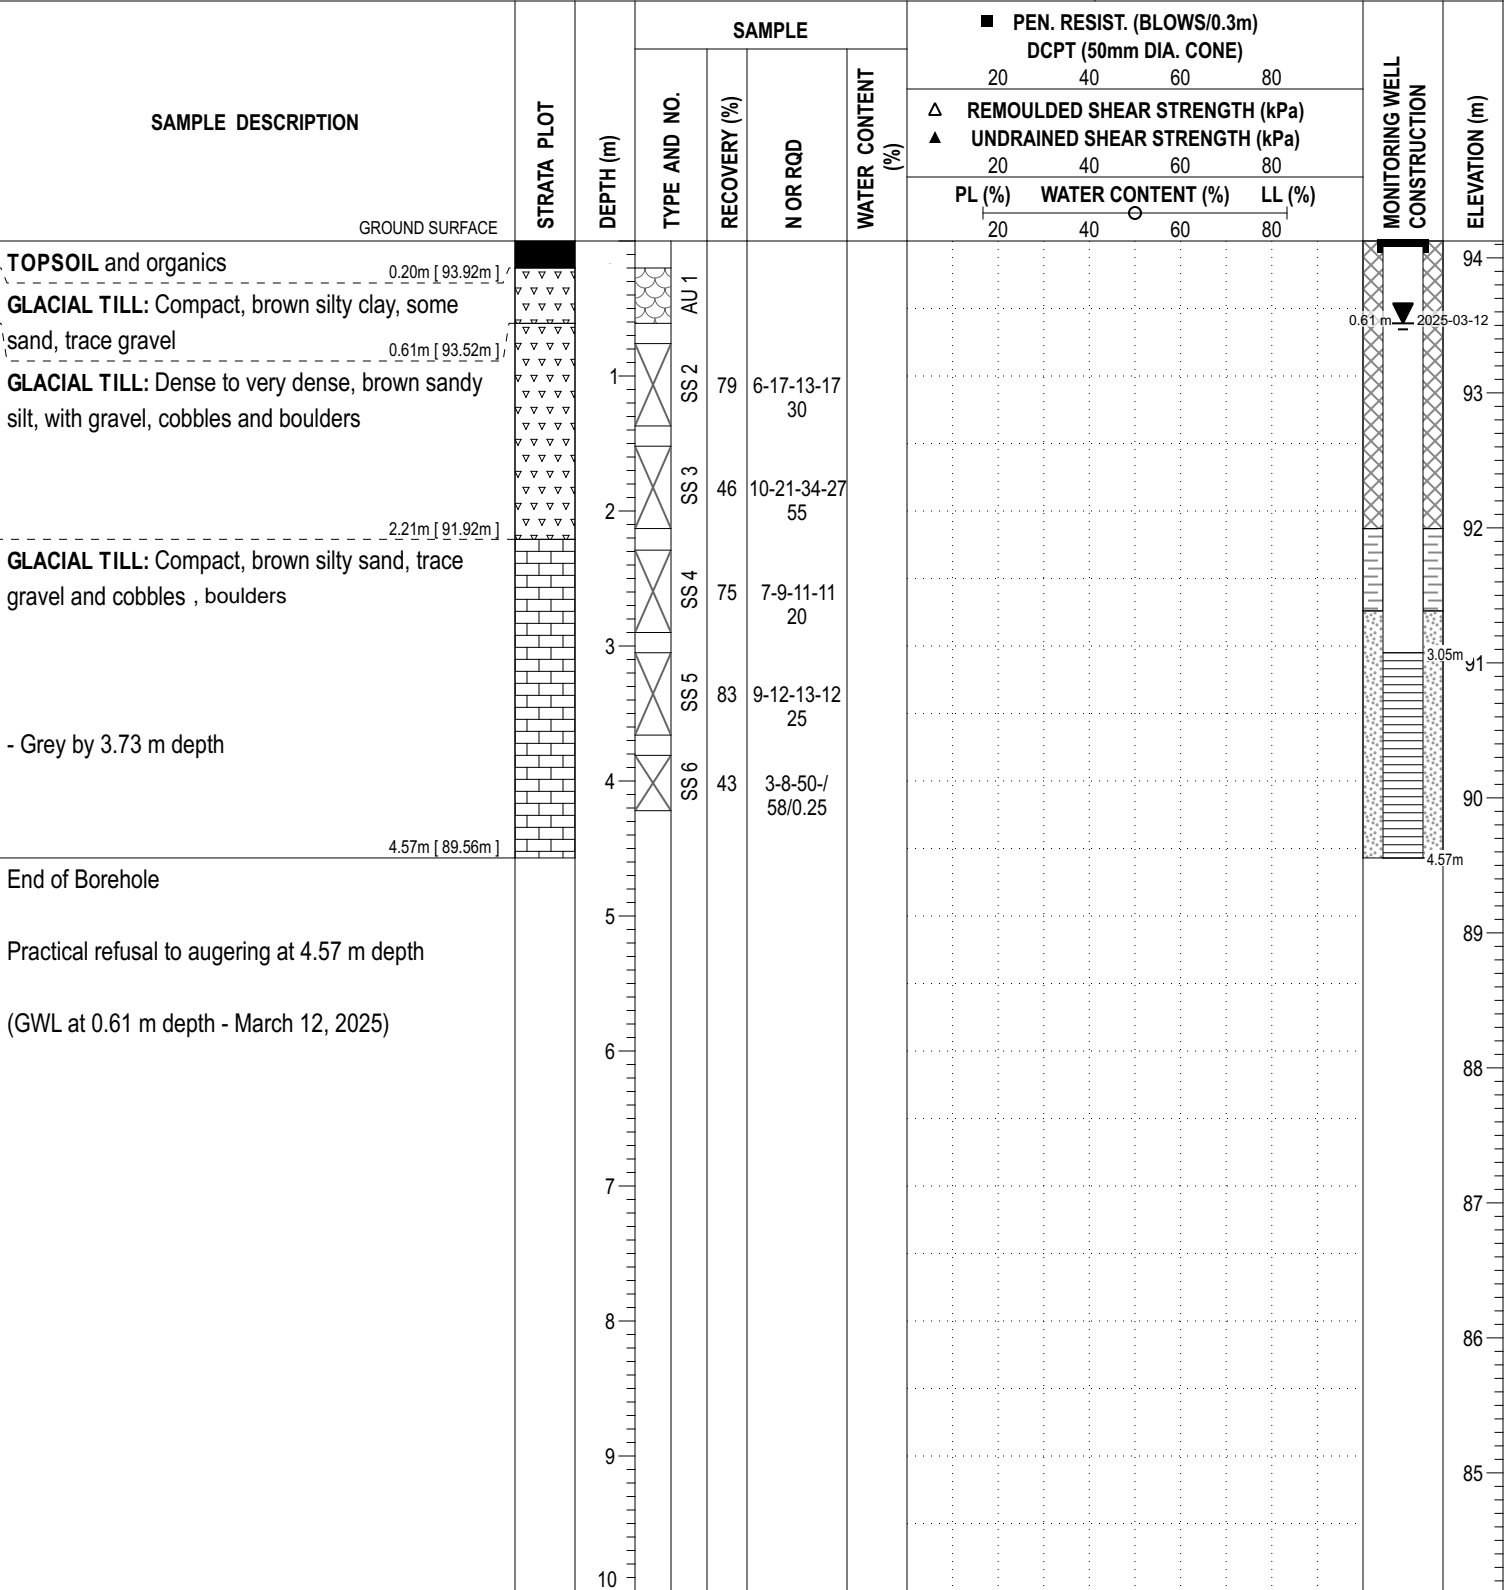 SAMPLE DESCRIPTION
GROUND SURFACE
STRATA PLOT
DEPTH (m)
SAMPLE
TYPE AND NO.
RECOVERY (%)
N OR RQD
WATER CONTENT
(%)
■ PEN. RESIST. (BLOWS/0.3m)
DCPT (50mm DIA. CONE)
20 40 60 80
△ REMOULDED SHEAR STRENGTH (kPa)
▲ UNDRAINED SHEAR STRENGTH (kPa)
20 40 60 80
PL (%) WATER CONTENT (%) LL (%)
20 40 60 80
MONITORING WELL
CONSTRUCTION
ELEVATION (m)
TOPSOIL and organics
0.20m [ 93.92m ]
GLACIAL TILL: Compact, brown silty clay, some
sand, trace gravel
0.61m [ 93.52m ]
GLACIAL TILL: Dense to very dense, brown sandy
silt, with gravel, cobbles and boulders
2.21m [ 91.92m ]
GLACIAL TILL: Compact, brown silty sand, trace
gravel and cobbles , boulders
- Grey by 3.73 m depth
4.57m [ 89.56m ]
End of Borehole
Practical refusal to augering at 4.57 m depth
(GWL at 0.61 m depth - March 12, 2025)
1
2
3
4
5
6
7
8
9
10
AU 1
SS 2
79
6-17-13-17
30
SS 3
46
10-21-34-27
55
SS 4
75
7-9-11-11
20
SS 5
83
9-12-13-12
25
SS 6
43
3-8-50-/
58/0.25
0.61 m
2025-03-12
3.05m
4.57m
94
93
92
91
90
89
88
87
86
85